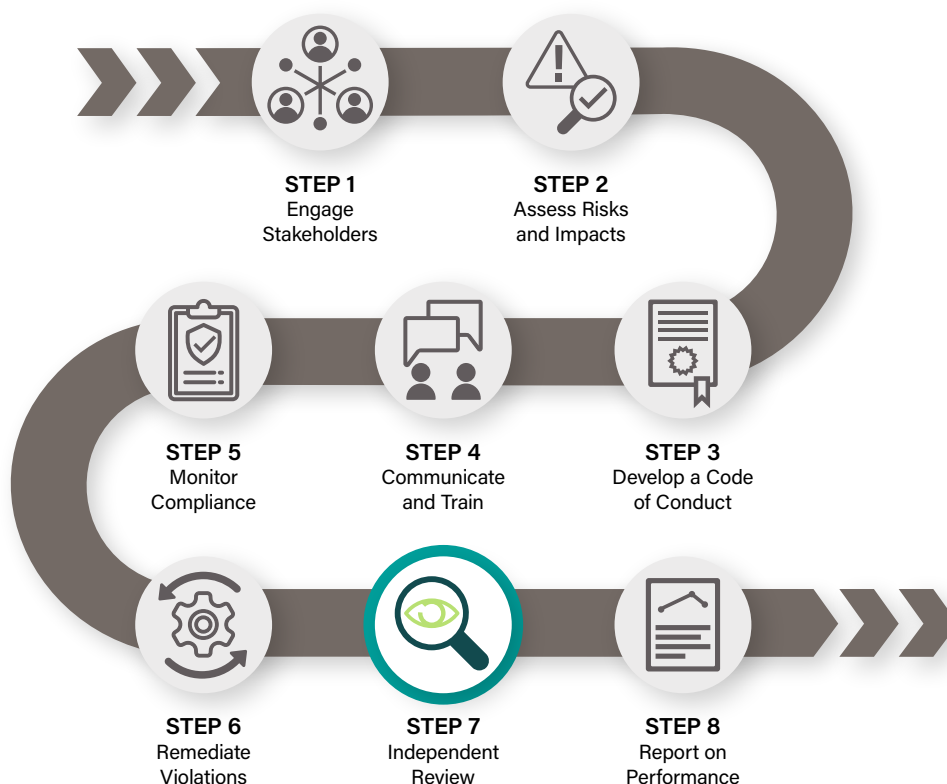 STEP 1
Engage
Stakeholders
STEP 2
Assess Risks
and Impacts
STEP 3
Develop a Code
of Conduct
STEP 4
Communicate
and Train
STEP 5
Monitor
Compliance
STEP 6
Remediate
Violations
STEP 7
Independent
Review
STEP 8
Report on
Performance